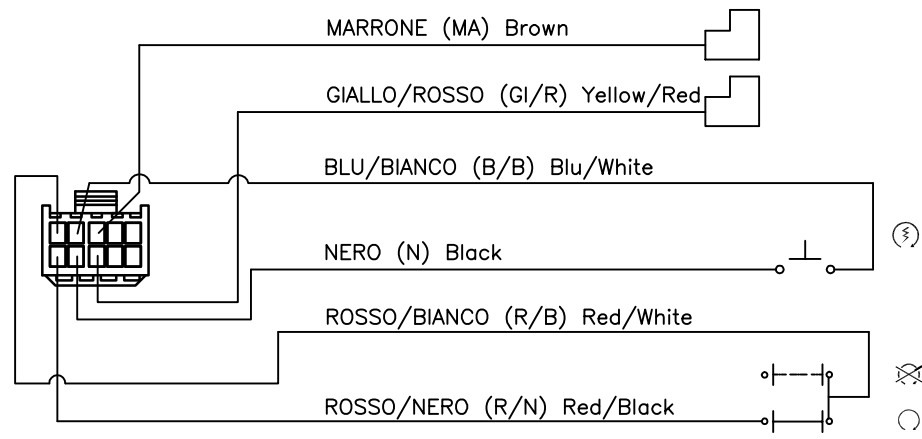 MARRONE (MA) Brown
GIALLO/ROSSO (GI/R) Yellow/Red
BLU/BIANCO (B/B) Blu/White
NERO (N) Black
ROSSO/BIANCO (R/B) Red/White
ROSSO/NERO (R/N) Red/Black